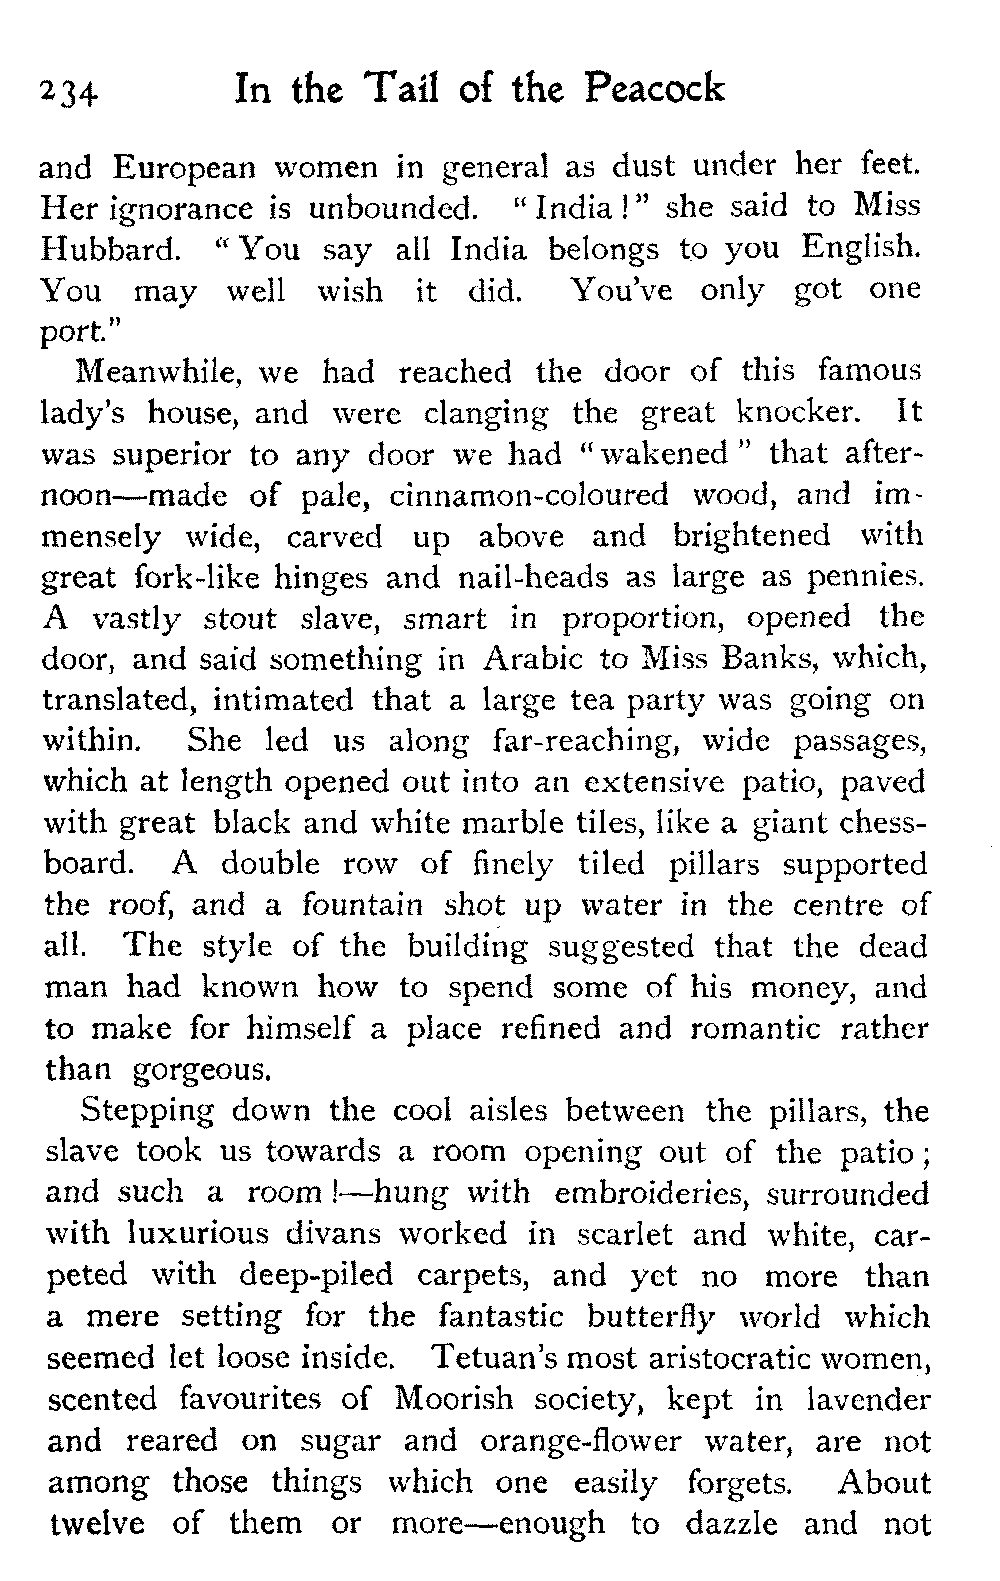 234 In the Tail of the Peacock
and European women in general as dust under her feet.
Her ignorance is unbounded. "India!" she said to Miss
Hubbard. "You say all India belongs to you English.
You may well wish it did. You've only got one
port."
Meanwhile, we had reached the door of this famous
lady's house, and were clanging the great knocker. It
was superior to any door we had "wakened" that after-
noon—made of pale, cinnamon-coloured wood, and im-
mensely wide, carved up above and brightened with
great fork-like hinges and nail-heads as large as pennies.
A vastly stout slave, smart in proportion, opened the
door, and said something in Arabic to Miss Banks, which,
translated, intimated that a large tea party was going on
within. She led us along far-reaching, wide passages,
which at length opened out into an extensive patio, paved
with great black and white marble tiles, like a giant chess-
board. A double row of finely tiled pillars supported
the roof, and a fountain shot up water in the centre of
all. The style of the building suggested that the dead
man had known how to spend some of his money, and
to make for himself a place refined and romantic rather
than gorgeous.
Stepping down the cool aisles between the pillars, the
slave took us towards a room opening out of the patio;
and such a room!—hung with embroideries, surrounded
with luxurious divans worked in scarlet and white, car-
peted with deep-piled carpets, and yet no more than
a mere setting for the fantastic butterfly world which
seemed let loose inside. Tetuan's most aristocratic women,
scented favourites of Moorish society, kept in lavender
and reared on sugar and orange-flower water, are not
among those things which one easily forgets. About
twelve of them or more—enough to dazzle and not